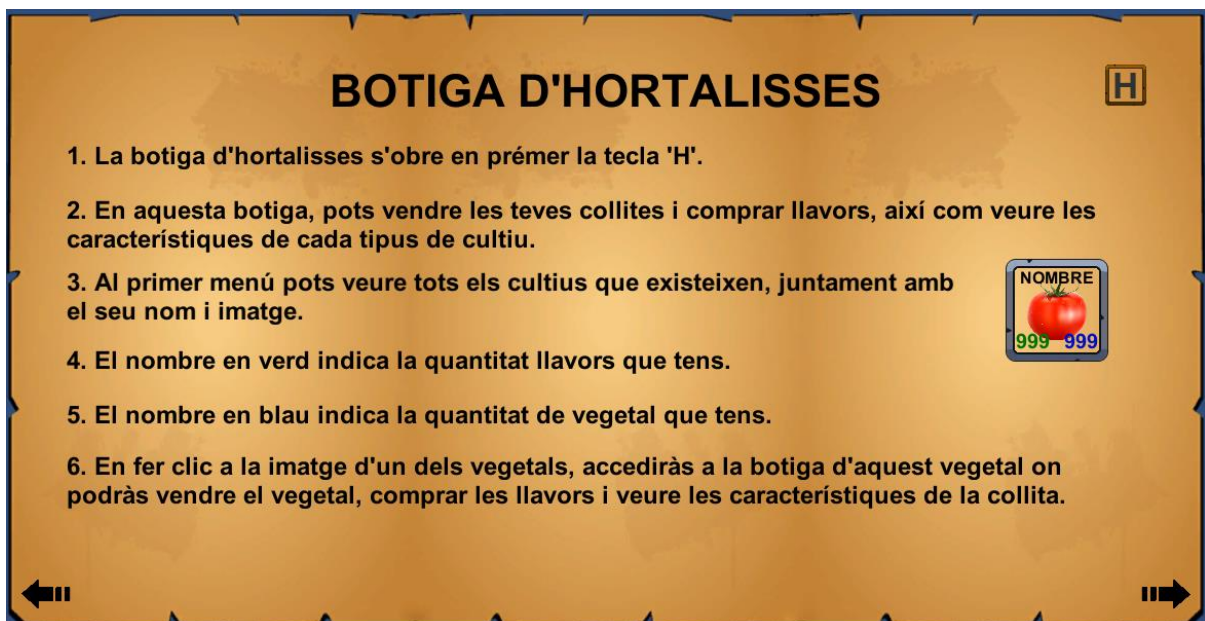 BOTIGA D'HORTALISSES
H
1. La botiga d'hortalisses s'obre en prémer la tecla 'H'.
2. En aquesta botiga, pots vendre les teves collites i comprar llavors, així com veure les
característiques de cada tipus de cultiu.
3. Al primer menú pots veure tots els cultius que existeixen, juntament amb
el seu nom i imatge.
NOMBRE
999 999
4. El nombre en verd indica la quantitat llavors que tens.
5. El nombre en blau indica la quantitat de vegetal que tens.
6. En fer clic a la imatge d'un dels vegetals, accediràs a la botiga d'aquest vegetal on
podràs vendre el vegetal, comprar les llavors i veure les característiques de la collita.